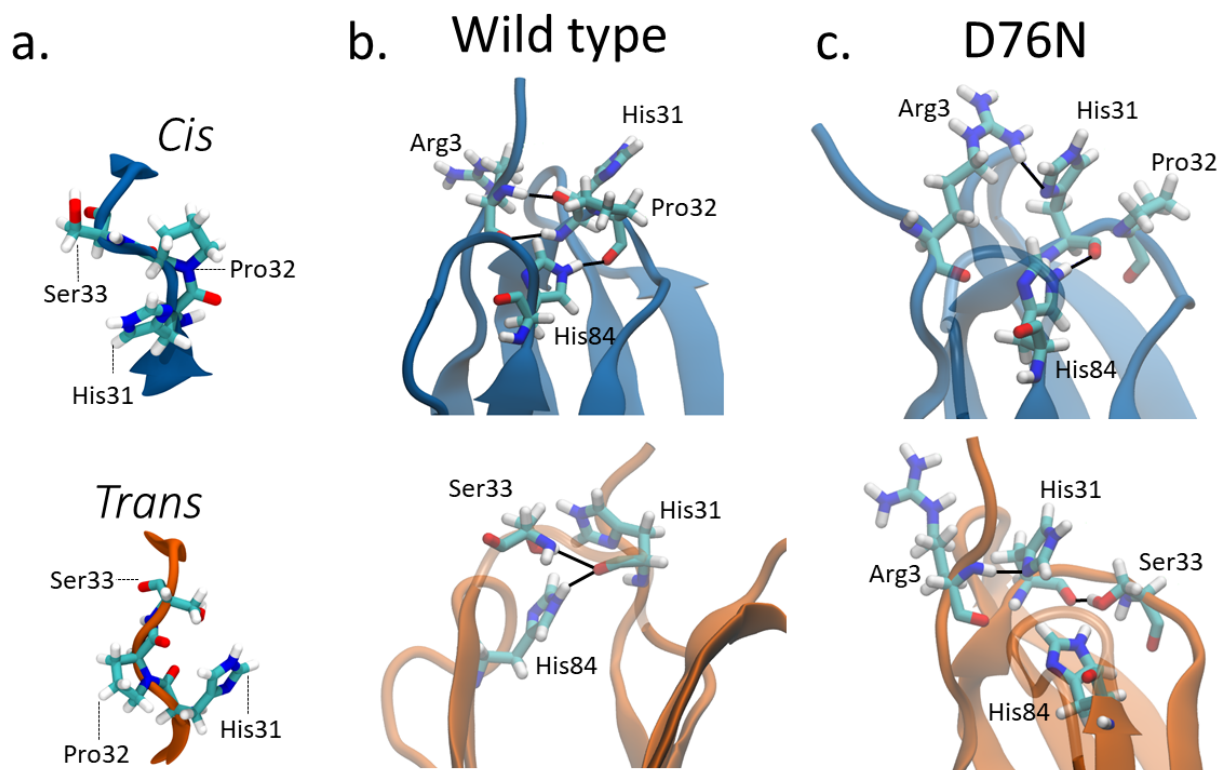 a.
Cis
Ser33
Pro32
His31
Trans
Ser33
Pro32
His31
b.
Wild type
Arg3
His31
Pro32
His84
Ser33
His31
His84
c.
D76N
Arg3
His31
Pro32
His84
His31
Arg3
Ser33
His84